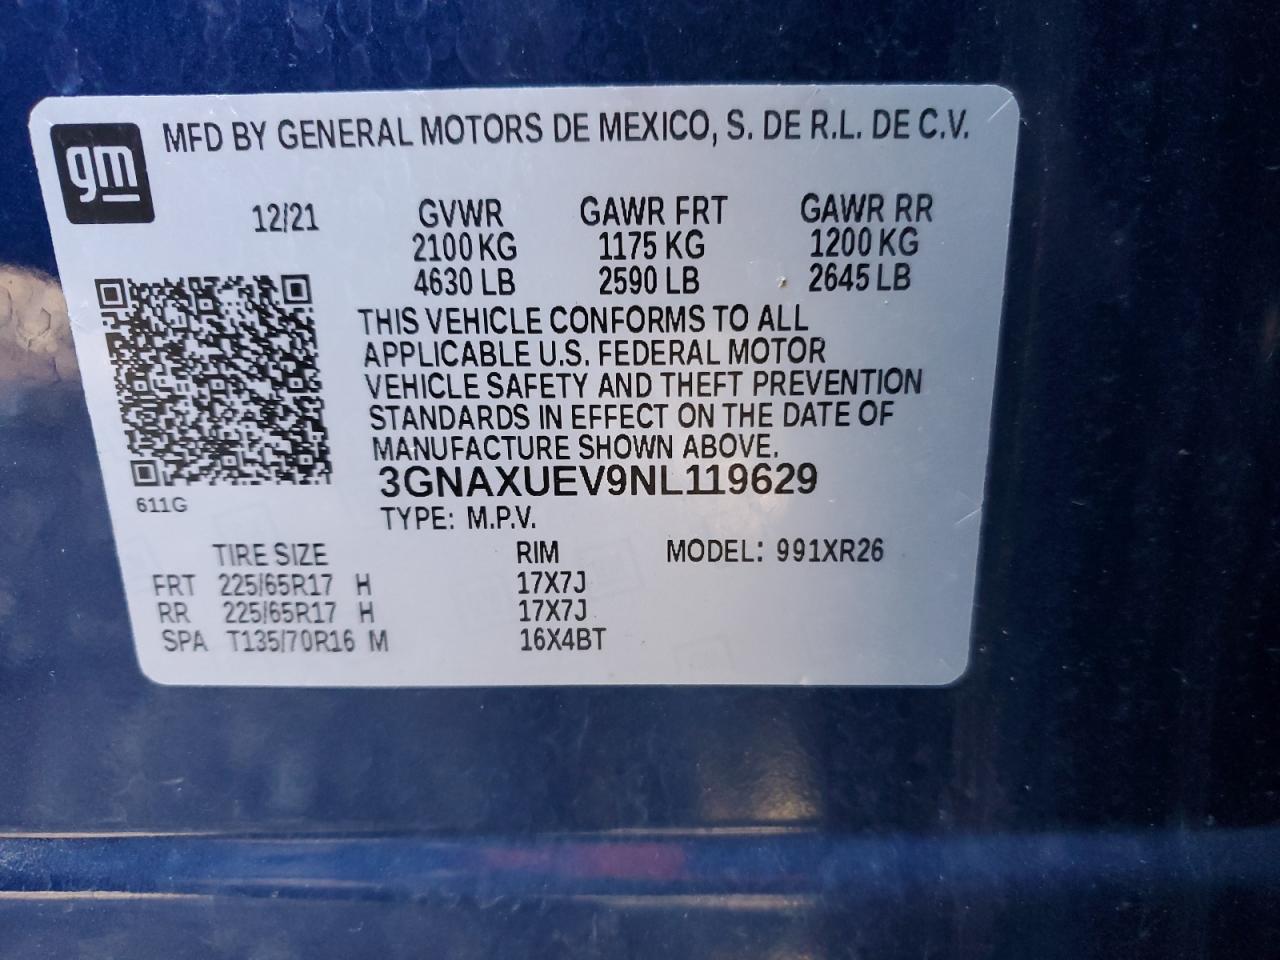 gm
MFD BY GENERAL MOTORS DE MEXICO, S. DE R.L. DE C.V.
12/21 GVWR GAWR FRT GAWR RR
2100 KG 1175 KG 1200 KG
4630 LB 2590 LB 2645 LB
THIS VEHICLE CONFORMS TO ALL
APPLICABLE U.S. FEDERAL MOTOR
VEHICLE SAFETY AND THEFT PREVENTION
STANDARDS IN EFFECT ON THE DATE OF
MANUFACTURE SHOWN ABOVE.
3GNAXUEV9NL119629
611G
TYPE: M.P.V.
TIRE SIZE RIM MODEL: 991XR26
FRT 225/65R17 H 17X7J
RR 225/65R17 H 17X7J
SPA T135/70R16 M 16X4BT